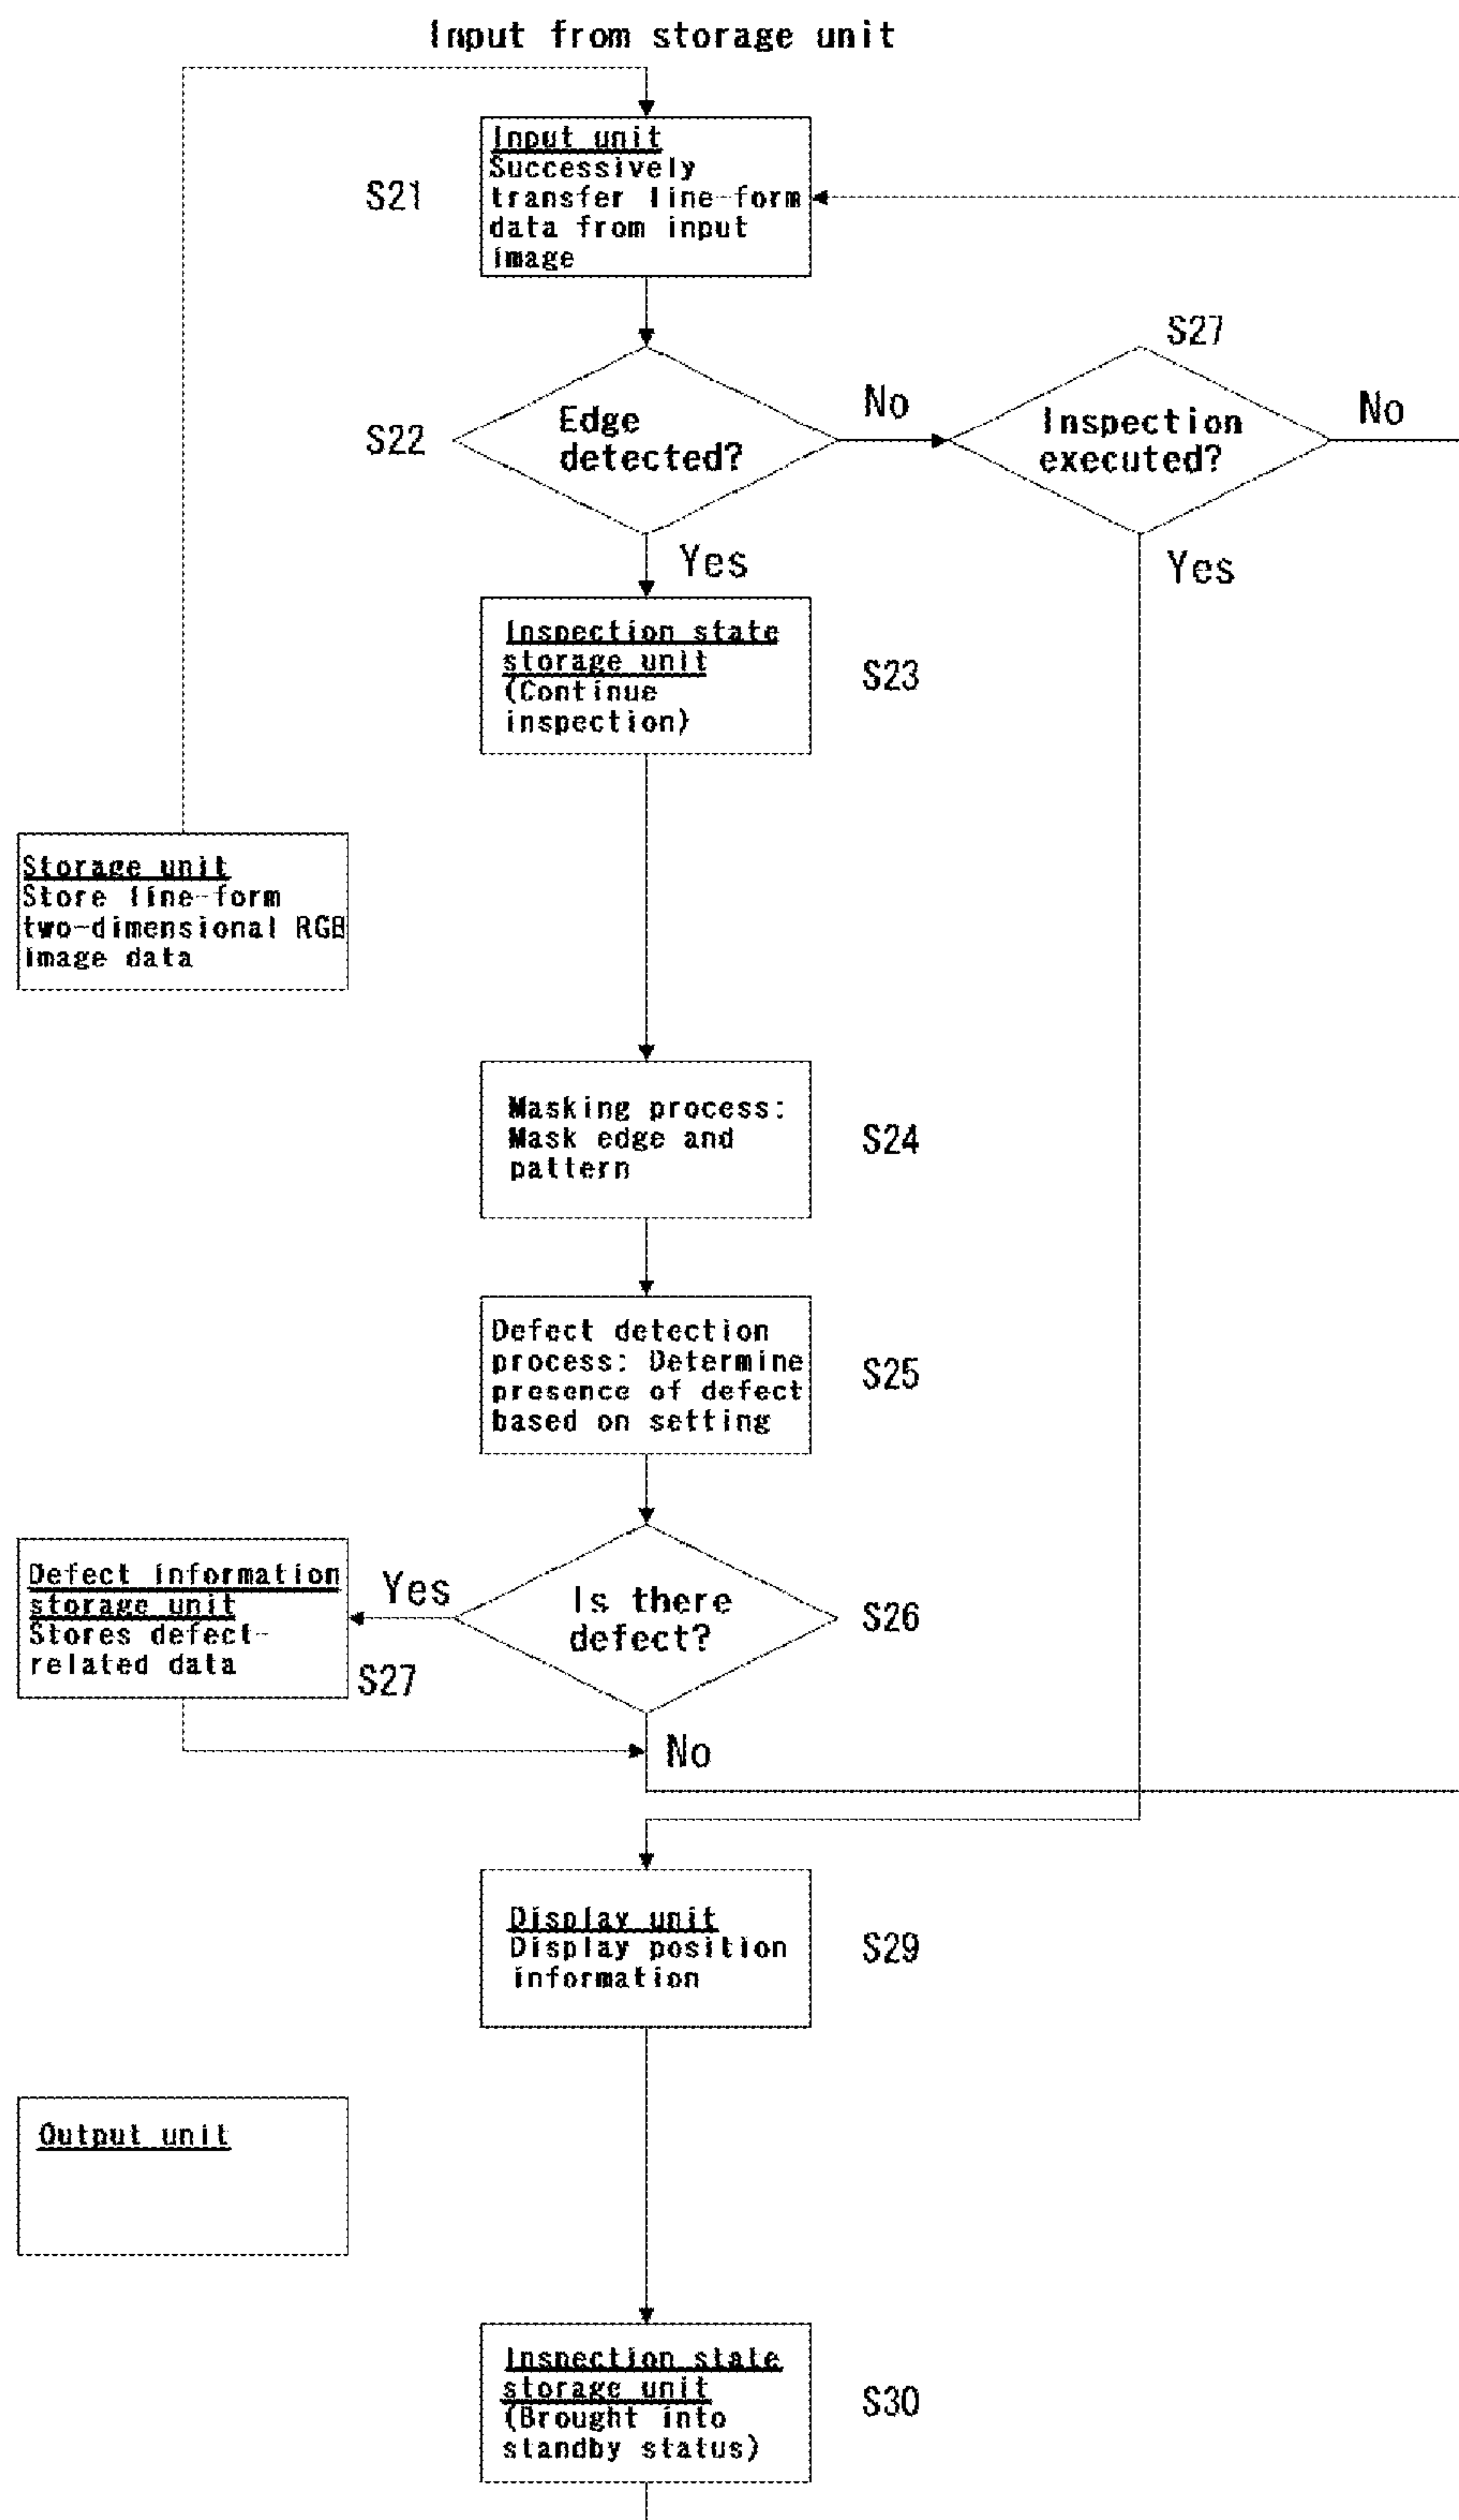 Input from storage unit
Input unit
Successively
transfer line-form
data from input
image
S21
S27
Edge
detected?
S22
No
Inspection
executed?
No
Yes
Yes
Inspection state
storage unit
(Continue
inspection)
S23
Storage unit
Store line-form
two-dimensional RGB
image data
Masking process:
Mask edge and
pattern
S24
Defect detection
process: Determine
presence of defect
based on setting
S25
Defect information
storage unit
Stores defect-
related data
S27
Yes
Is there
defect?
S26
No
Display unit
Display position
information
S29
Output unit
Inspection state
storage unit
(Brought into
standby status)
S30